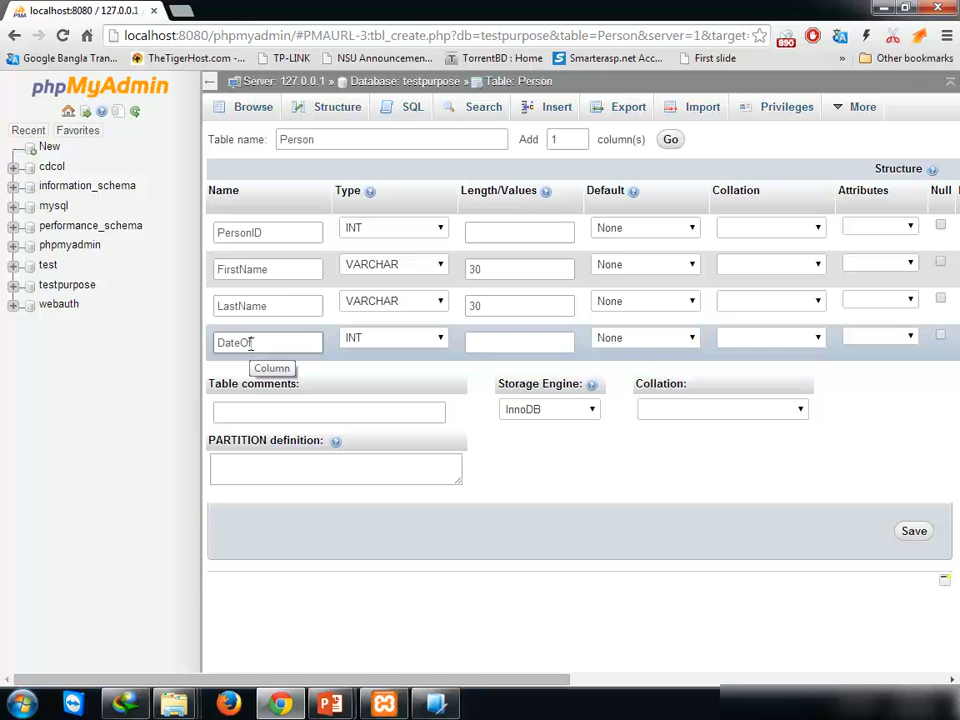 localhost:8080 / 127.0.0.1
localhost:8080/phpmyadmin/#PMAURL-3:tbl_create.php?db=testpurpose&table=Person&server=1&target=
890
Google Bangla Tran...
TheTigerHost.com -
TP-LINK
NSU Announcemen...
TorrentBD : Home
Smarterasp.net Acc...
First slide
»
Other bookmarks
phpMyAdmin
Server: 127.0.0.1 » Database: testpurpose » Table: Person
Browse
Structure
SQL
Search
Insert
Export
Import
Privileges
More
Recent
Favorites
New
cdcol
information_schema
mysql
performance_schema
phpmyadmin
test
testpurpose
webauth
Table name: Person Add 1 column(s) Go
Structure
Name Type Length/Values Default Collation Attributes Null
PersonID INT None
FirstName VARCHAR 30 None
LastName VARCHAR 30 None
DateOf INT None
Column
Table comments: Storage Engine: Collation:
InnoDB
PARTITION definition:
Save